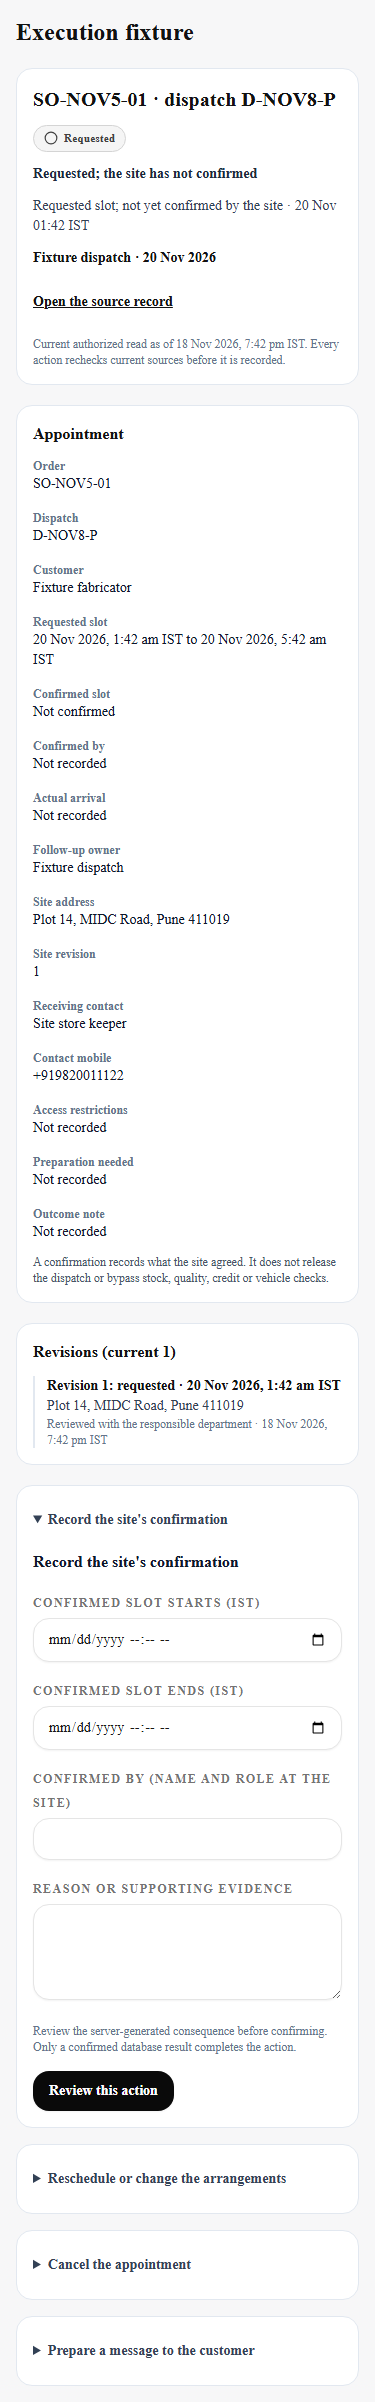 Execution fixture
SO-NOV5-01 · dispatch D-NOV8-P
Requested
Requested; the site has not confirmed
Requested slot; not yet confirmed by the site · 20 Nov
01:42 IST
Fixture dispatch · 20 Nov 2026
Open the source record
Current authorized read as of 18 Nov 2026, 7:42 pm IST. Every
action rechecks current sources before it is recorded.
Appointment
Order
SO-NOV5-01
Dispatch
D-NOV8-P
Customer
Fixture fabricator
Requested slot
20 Nov 2026, 1:42 am IST to 20 Nov 2026, 5:42 am
IST
Confirmed slot
Not confirmed
Confirmed by
Not recorded
Actual arrival
Not recorded
Follow-up owner
Fixture dispatch
Site address
Plot 14, MIDC Road, Pune 411019
Site revision
1
Receiving contact
Site store keeper
Contact mobile
+919820011122
Access restrictions
Not recorded
Preparation needed
Not recorded
Outcome note
Not recorded
A confirmation records what the site agreed. It does not release
the dispatch or bypass stock, quality, credit or vehicle checks.
Revisions (current 1)
Revision 1: requested · 20 Nov 2026, 1:42 am IST
Plot 14, MIDC Road, Pune 411019
Reviewed with the responsible department · 18 Nov 2026,
7:42 pm IST
▼ Record the site's confirmation
Record the site's confirmation
CONFIRMED SLOT STARTS (IST)
mm/dd/yyyy --:-- --
CONFIRMED SLOT ENDS (IST)
mm/dd/yyyy --:-- --
CONFIRMED BY (NAME AND ROLE AT THE
SITE)
REASON OR SUPPORTING EVIDENCE
Review the server-generated consequence before confirming.
Only a confirmed database result completes the action.
Review this action
▶ Reschedule or change the arrangements
▶ Cancel the appointment
▶ Prepare a message to the customer